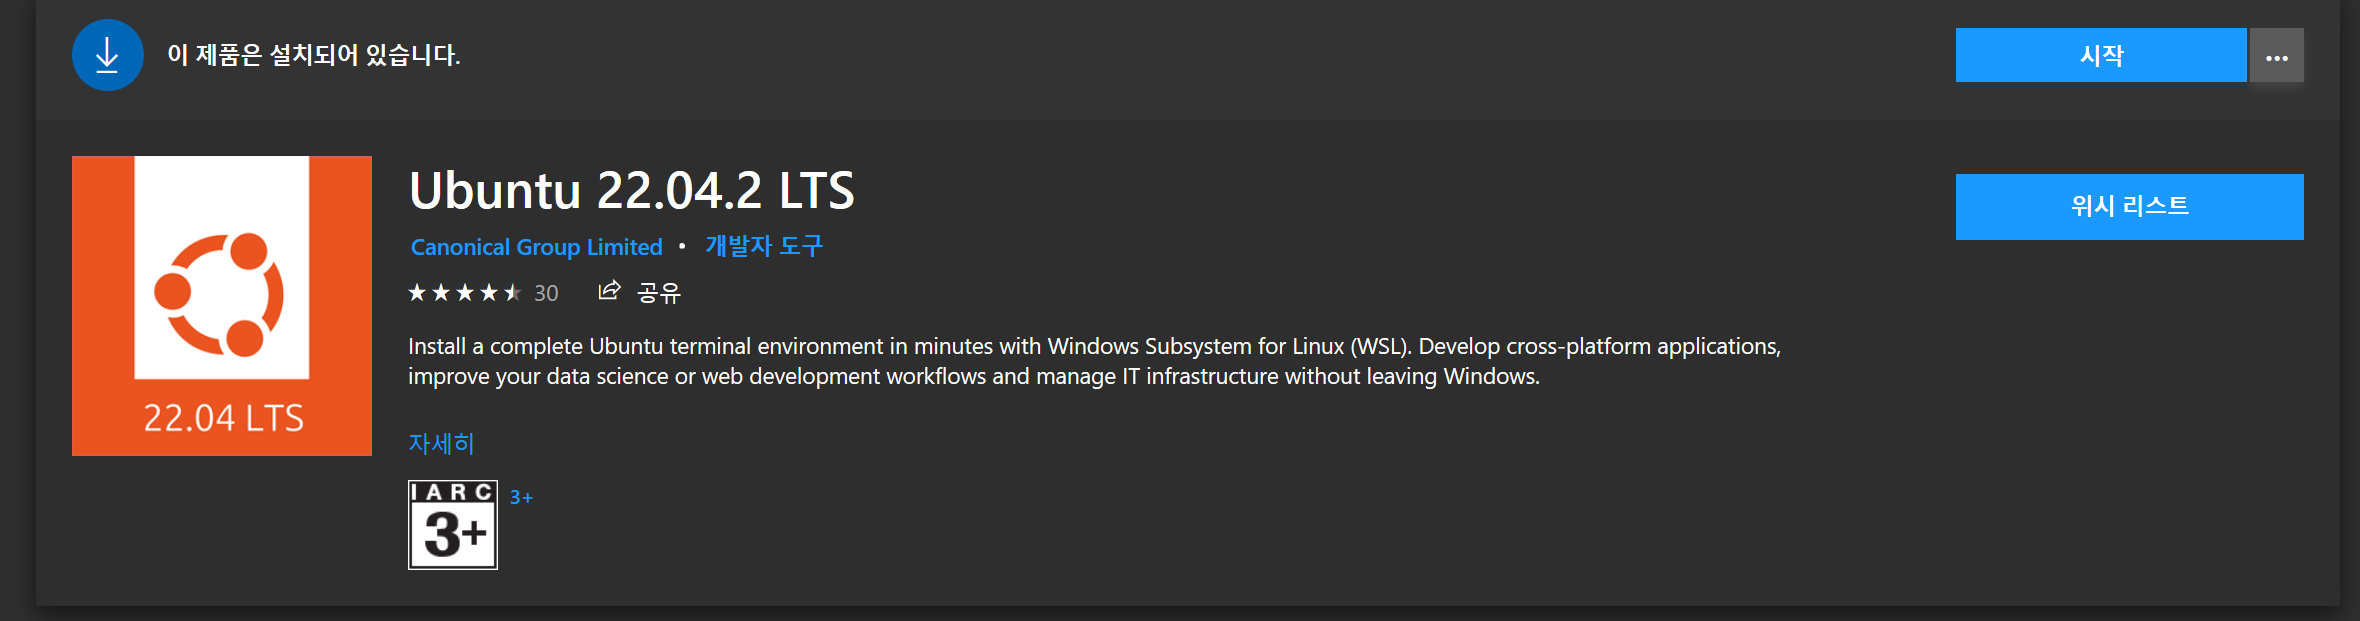 이 제품은 설치되어 있습니다.
시작
...
22.04 LTS
Ubuntu 22.04.2 LTS
Canonical Group Limited • 개발자 도구
30 공유
위시 리스트
Install a complete Ubuntu terminal environment in minutes with Windows Subsystem for Linux (WSL). Develop cross-platform applications,
improve your data science or web development workflows and manage IT infrastructure without leaving Windows.
자세히
IARC
3+
3+